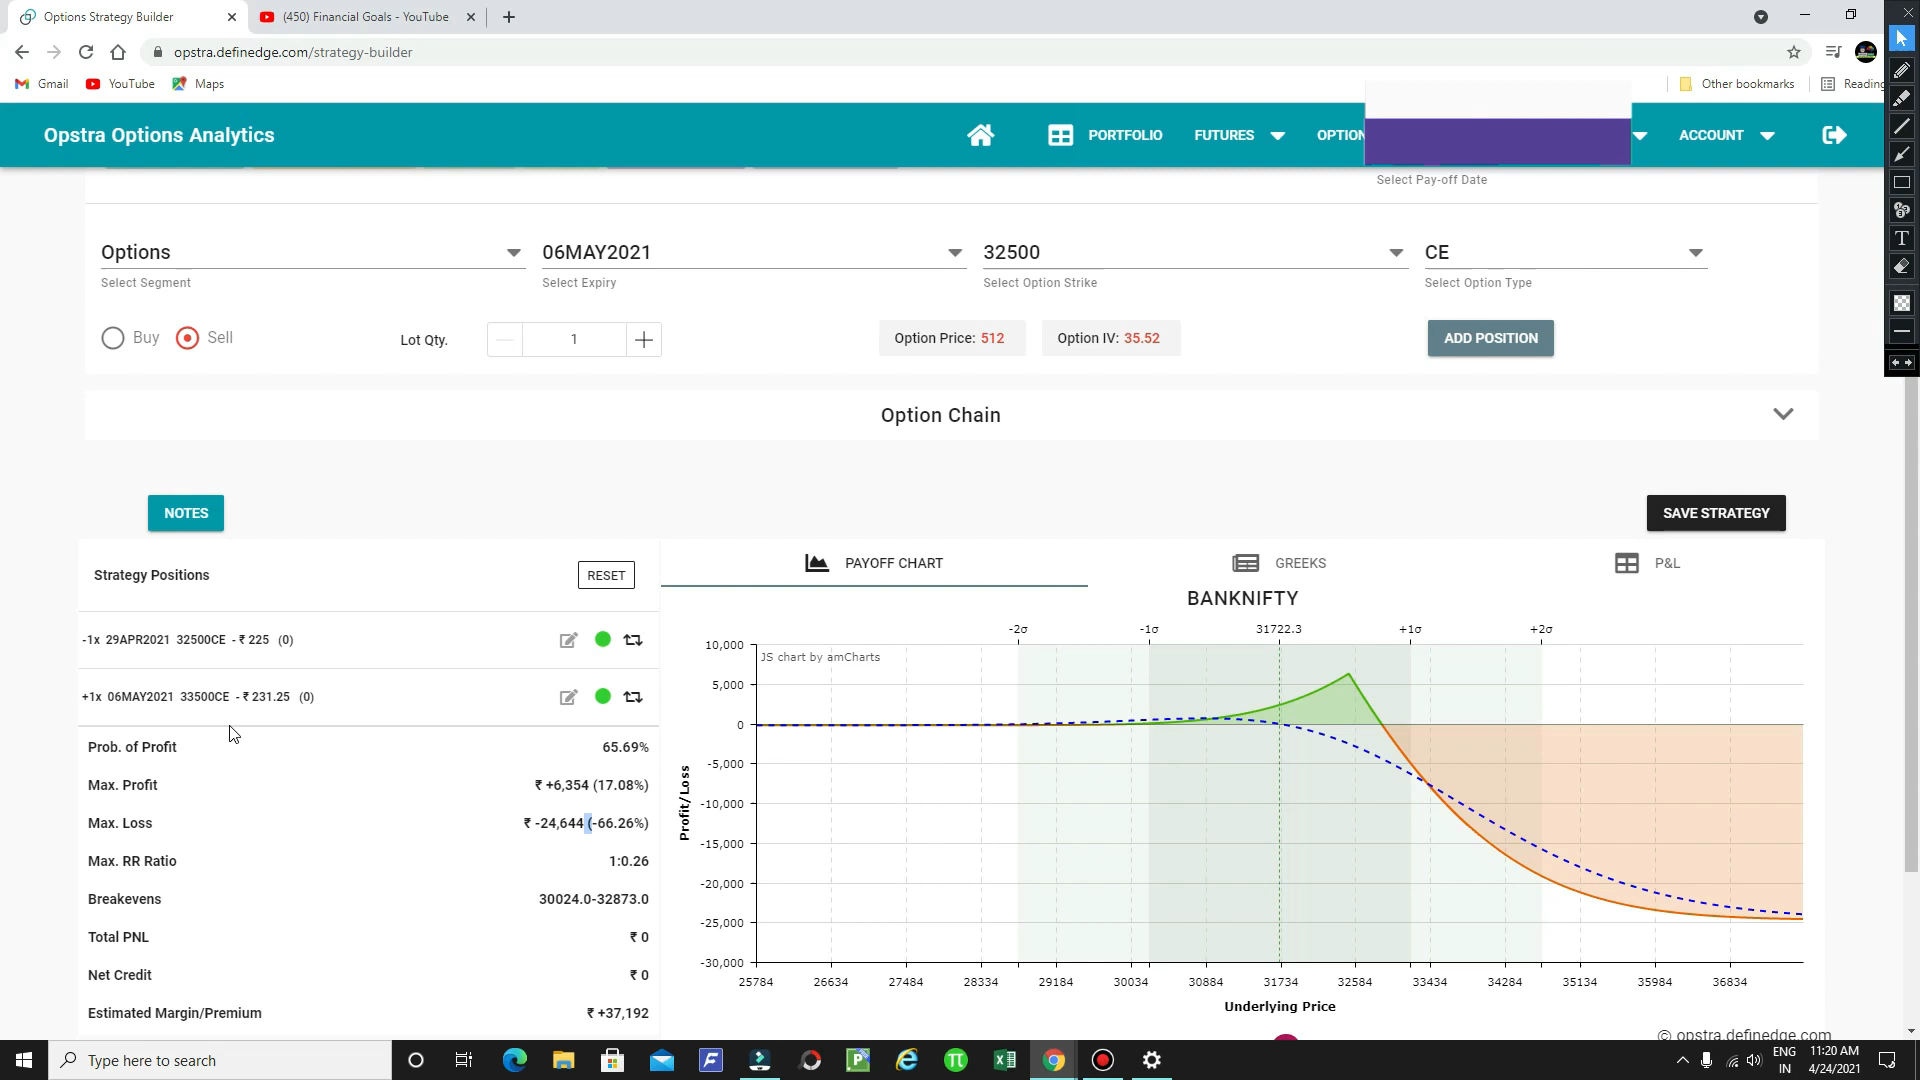 Options Strategy Builder
(450) Financial Goals - YouTube
opstra.definedge.com/strategy-builder
Gmail
YouTube
Maps
Other bookmarks
Reading
Opstra Options Analytics
PORTFOLIO
FUTURES
OPTION
ACCOUNT
Select Pay-off Date
Options
06MAY2021
32500
CE
Select Segment
Select Expiry
Select Option Strike
Select Option Type
Buy
Sell
Lot Qty.
1
Option Price: 512
Option IV: 35.52
ADD POSITION
Option Chain
NOTES
SAVE STRATEGY
Strategy Positions
RESET
-1x 29APR2021 32500CE - ₹ 225 (0)
+1x 06MAY2021 33500CE - ₹ 231.25 (0)
Prob. of Profit 65.69%
Max. Profit ₹ +6,354 (17.08%)
Max. Loss ₹ -24,644 (-66.26%)
Max. RR Ratio 1:0.26
Breakevens 30024.0-32873.0
Total PNL ₹ 0
Net Credit ₹ 0
Estimated Margin/Premium ₹ +37,192
PAYOFF CHART
GREEKS
P&L
BANKNIFTY
-2σ -1σ 31722.3 +1σ +2σ
JS chart by amCharts
10,000
5,000
0
-5,000
-10,000
-15,000
-20,000
-25,000
-30,000
Profit/Loss
25784 26634 27484 28334 29184 30034 30884 31734 32584 33434 34284 35134 35984 36834
Underlying Price
© opstra.definedge.com
Type here to search
ENG
IN
11:20 AM
4/24/2021